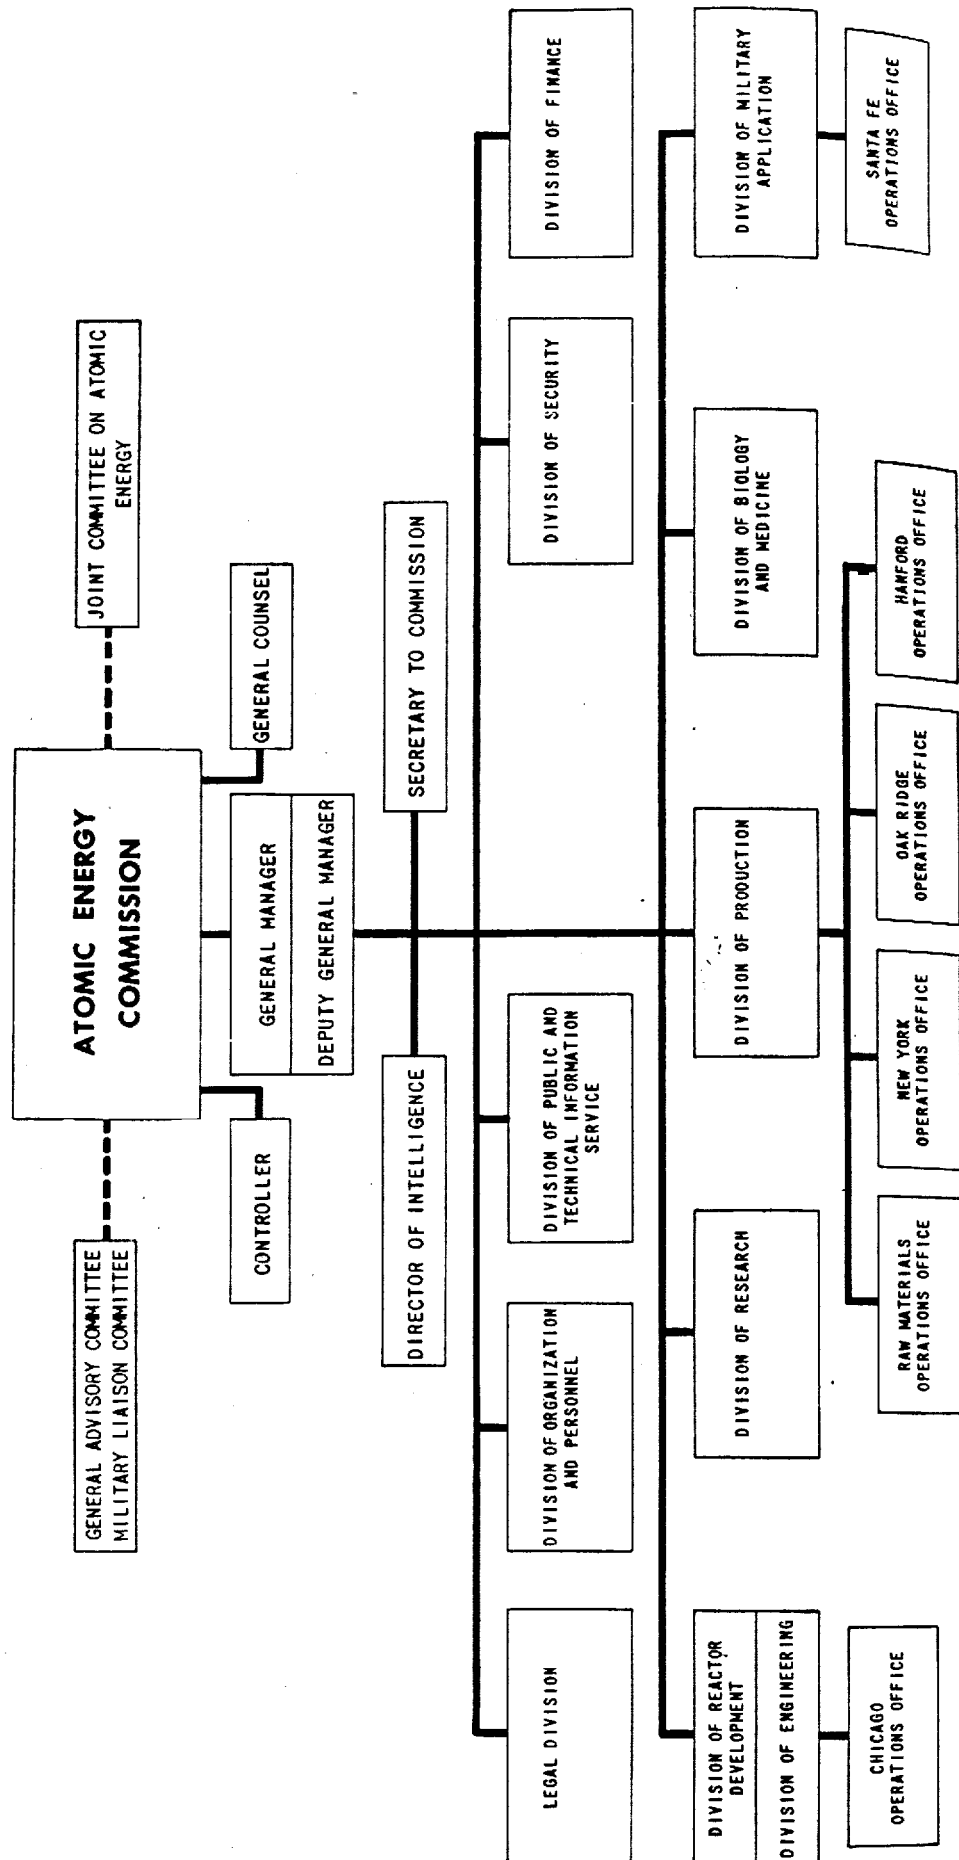 ATOMIC ENERGY
COMMISSION
GENERAL ADVISORY COMMITTEE
MILITARY LIAISON COMMITTEE
JOINT COMMITTEE ON ATOMIC
ENERGY
CONTROLLER
GENERAL MANAGER
DEPUTY GENERAL MANAGER
GENERAL COUNSEL
DIRECTOR OF INTELLIGENCE
SECRETARY TO COMMISSION
LEGAL DIVISION
DIVISION OF ORGANIZATION
AND PERSONNEL
DIVISION OF PUBLIC AND
TECHNICAL INFORMATION
SERVICE
DIVISION OF SECURITY
DIVISION OF FINANCE
DIVISION OF REACTOR
DEVELOPMENT
DIVISION OF ENGINEERING
DIVISION OF RESEARCH
DIVISION OF PRODUCTION
DIVISION OF BIOLOGY
AND MEDICINE
DIVISION OF MILITARY
APPLICATION
CHICAGO
OPERATIONS OFFICE
RAW MATERIALS
OPERATIONS OFFICE
NEW YORK
OPERATIONS OFFICE
OAK RIDGE
OPERATIONS OFFICE
HANFORD
OPERATIONS OFFICE
SANTA FE
OPERATIONS OFFICE